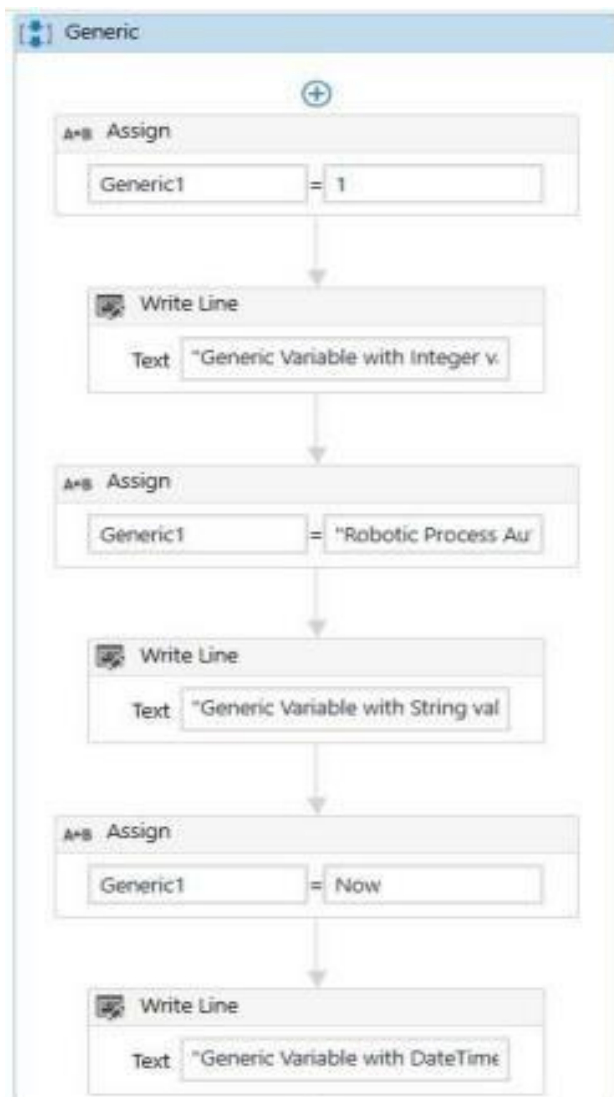 Generic
A+B Assign
Generic1 = 1
Write Line
Text "Generic Variable with Integer v
A+B Assign
Generic1 = "Robotic Process Au
Write Line
Text "Generic Variable with String val
A+B Assign
Generic1 = Now
Write Line
Text "Generic Variable with DateTime